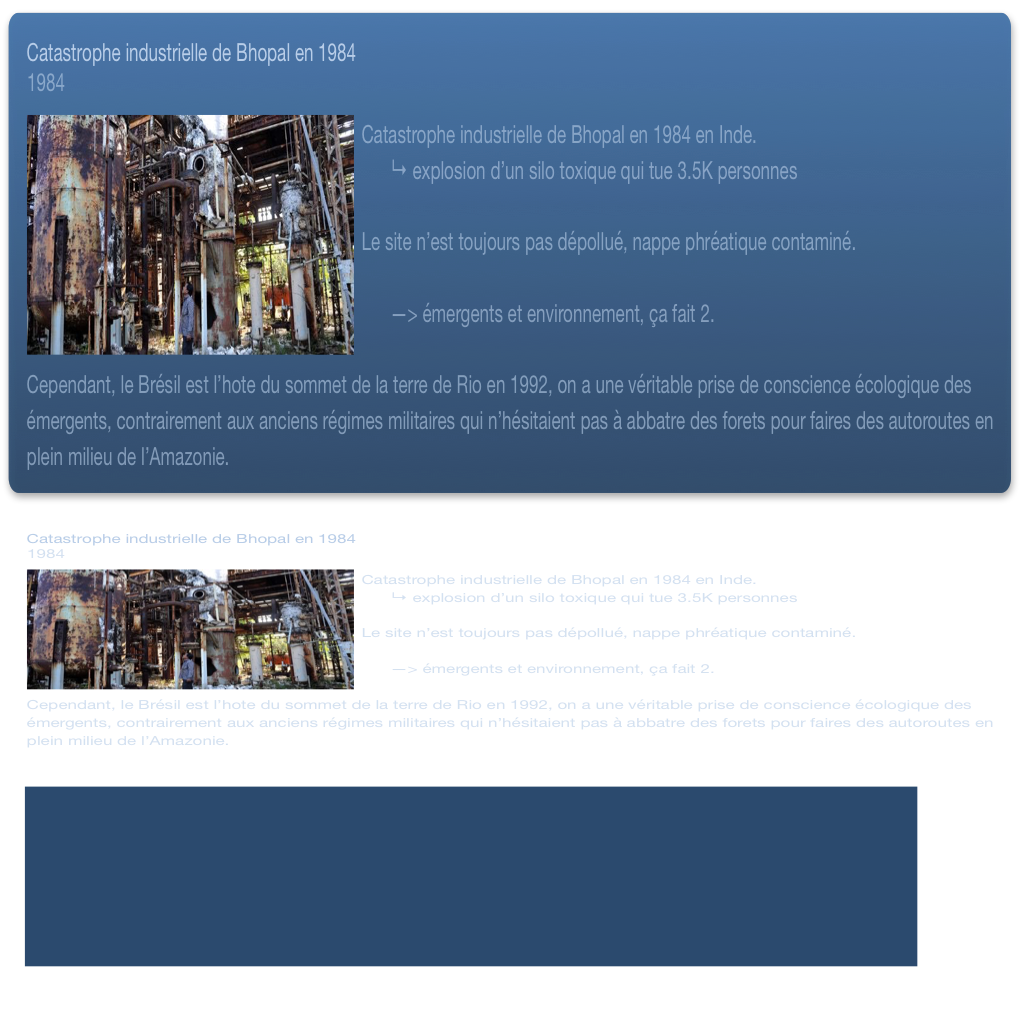 Catastrophe industrielle de Bhopal en 1984
1984
Catastrophe industrielle de Bhopal en 1984 en Inde.
↳ explosion d’un silo toxique qui tue 3.5K personnes
Le site n’est toujours pas dépollué, nappe phréatique contaminé.
—> émergents et environnement, ça fait 2.
Cependant, le Brésil est l’hote du sommet de la terre de Rio en 1992, on a une véritable prise de conscience écologique des
émergents, contrairement aux anciens régimes militaires qui n’hésitaient pas à abbatre des forets pour faires des autoroutes en
plein milieu de l’Amazonie.
Catastrophe industrielle de Bhopal en 1984
1984
Catastrophe industrielle de Bhopal en 1984 en Inde.
↳ explosion d’un silo toxique qui tue 3.5K personnes
Le site n’est toujours pas dépollué, nappe phréatique contaminé.
—> émergents et environnement, ça fait 2.
Cependant, le Brésil est l’hote du sommet de la terre de Rio en 1992, on a une véritable prise de conscience écologique des
émergents, contrairement aux anciens régimes militaires qui n’hésitaient pas à abbatre des forets pour faires des autoroutes en
plein milieu de l’Amazonie.